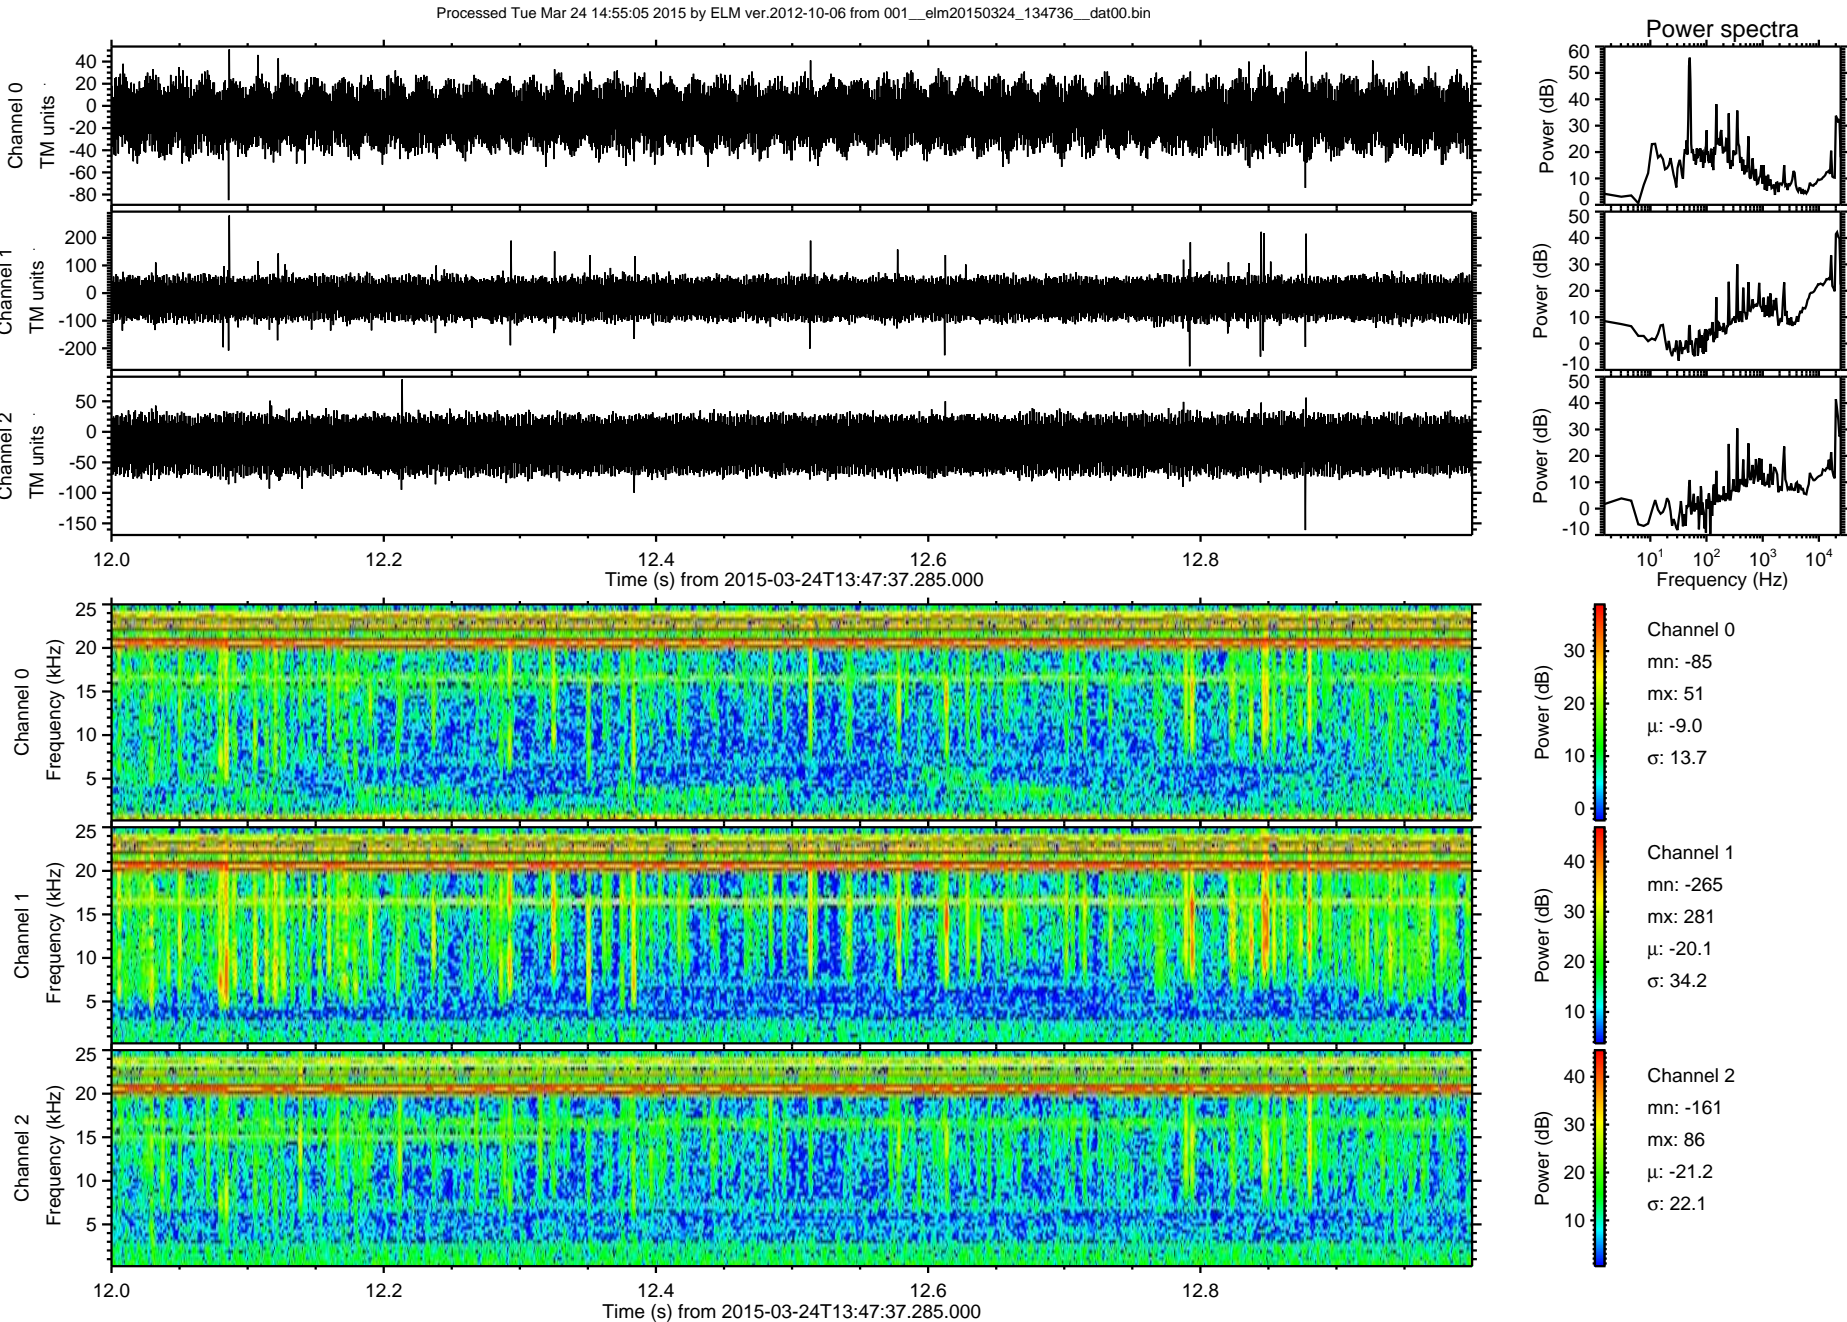 Processed Tue Mar 24 14:55:05 2015 by ELM ver.2012-10-06 from 001__elm20150324_134736__dat00.bin
Power spectra
Channel 0
TM units
40
20
0
-20
-40
-60
-80
Power (dB)
60
50
40
30
20
10
0
Channel 1
TM units
200
100
0
-100
-200
Power (dB)
50
40
30
20
10
0
-10
Channel 2
TM units
50
0
-50
-100
-150
Power (dB)
50
40
30
20
10
0
-10
12.0 12.2 12.4 12.6 12.8
Time (s) from 2015-03-24T13:47:37.285.000
10^1 10^2 10^3 10^4
Frequency (Hz)
Channel 0
Frequency (kHz)
25
20
15
10
5
Power (dB)
30
20
10
0
Channel 0
mn: -85
mx: 51
μ: -9.0
σ: 13.7
Channel 1
Frequency (kHz)
25
20
15
10
5
Power (dB)
40
30
20
10
Channel 1
mn: -265
mx: 281
μ: -20.1
σ: 34.2
Channel 2
Frequency (kHz)
25
20
15
10
5
Power (dB)
40
30
20
10
Channel 2
mn: -161
mx: 86
μ: -21.2
σ: 22.1
12.0 12.2 12.4 12.6 12.8
Time (s) from 2015-03-24T13:47:37.285.000